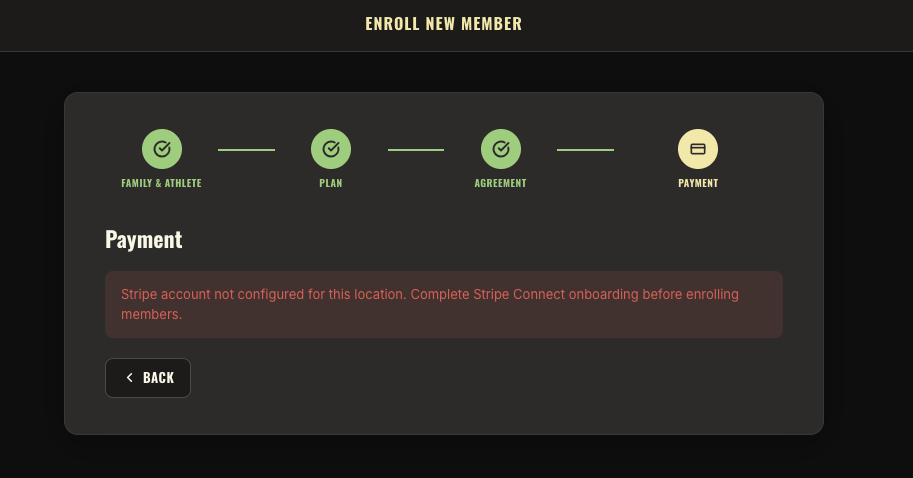 ENROLL NEW MEMBER
FAMILY & ATHLETE
PLAN
AGREEMENT
PAYMENT
Payment
Stripe account not configured for this location. Complete Stripe Connect onboarding before enrolling
members.
BACK